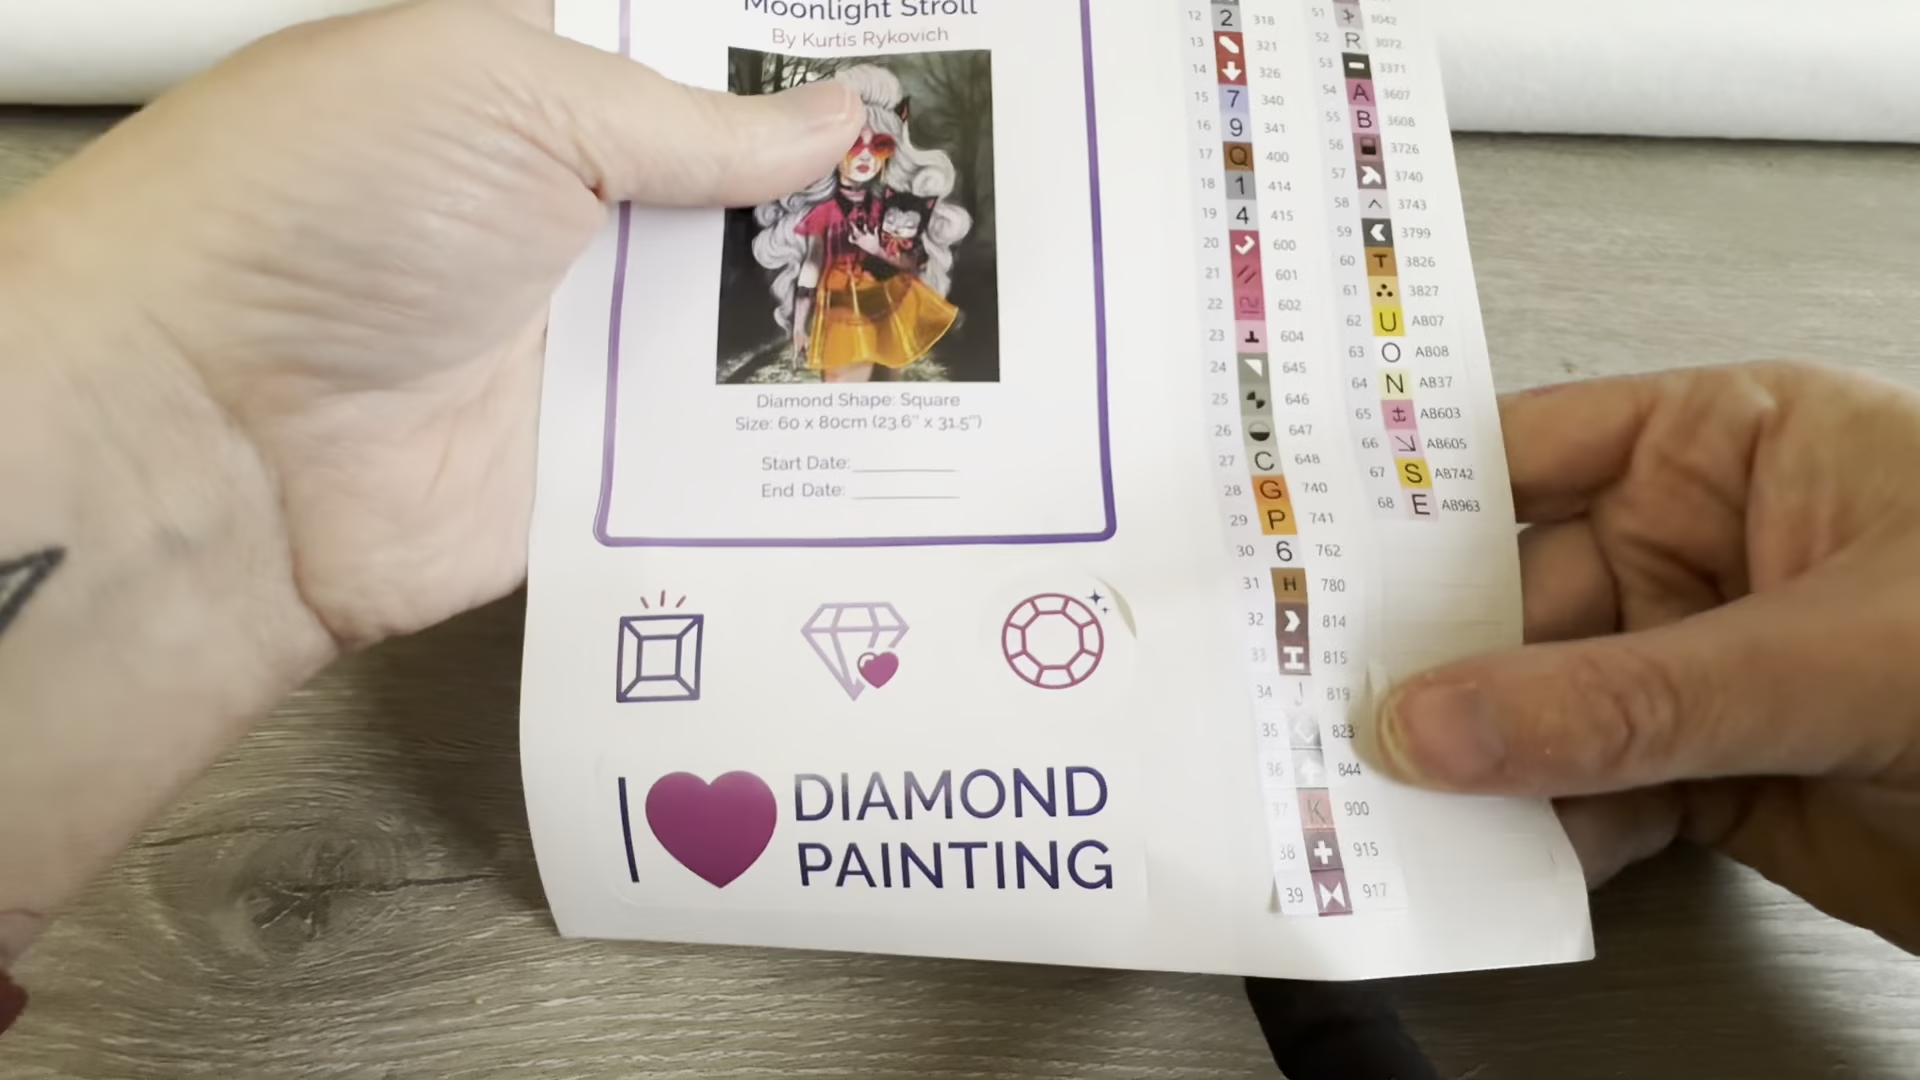 Moonlight Stroll
By Kurtis Rykovich
Diamond Shape: Square
Size: 60 x 80cm (23.6" x 31.5")
Start Date:
End Date:
I DIAMOND
PAINTING
12 2 318
13 321
14 326
15 7 340
16 9 341
17 Q 400
18 1 414
19 4 415
20 600
21 601
22 602
23 604
24 645
25 646
26 647
27 C 648
28 G 740
29 P 741
30 6 762
31 H 780
32 814
33 I 815
34 J 819
35 823
36 844
37 K 900
38 915
39 917
51 3042
52 R 3072
53 3371
54 A 3607
55 B 3608
56 3726
57 3740
58 ^ 3743
59 3799
60 T 3826
61 3827
62 U AB07
63 O AB08
64 N AB37
65 AB603
66 AB605
67 S AB742
68 E AB963